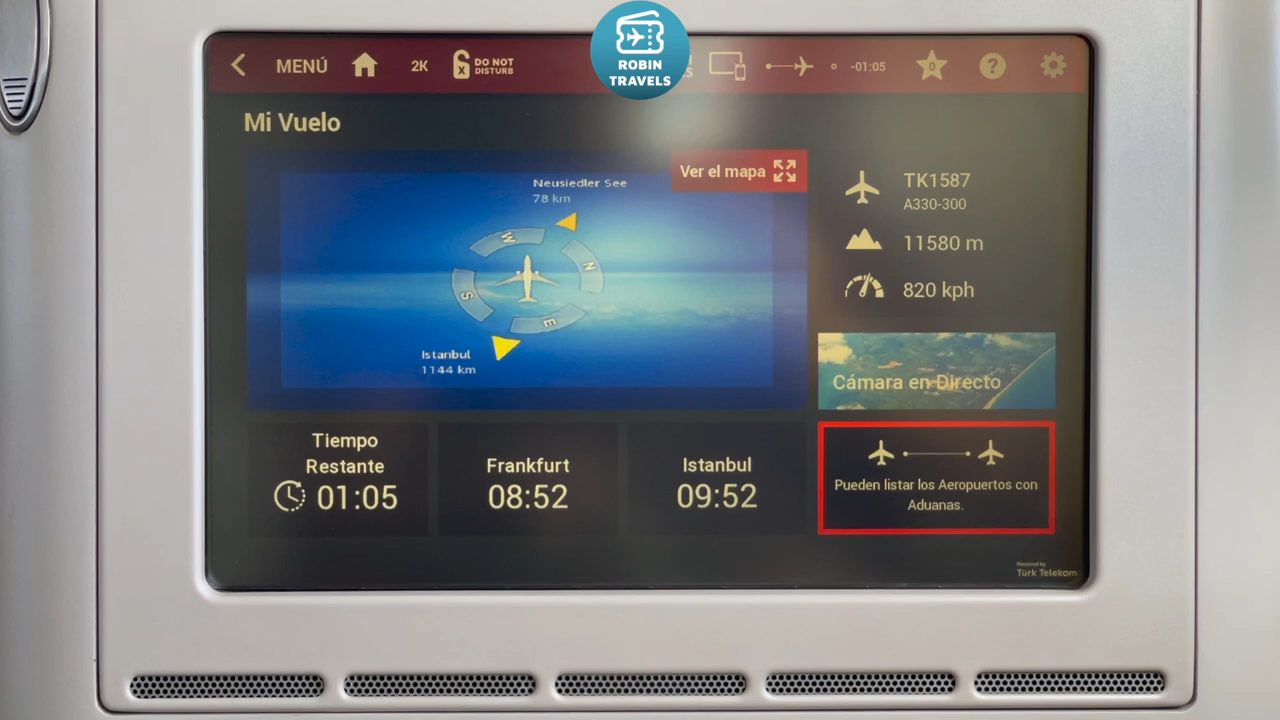 ROBIN
TRAVELS
MENÚ
2K
DO NOT
DISTURB
-01:05
0
?
Mi Vuelo
Ver el mapa
Neusiedler See
78 km
W
N
S
E
Istanbul
1144 km
TK1587
A330-300
11580 m
820 kph
Cámara en Directo
Tiempo
Restante
01:05
Frankfurt
08:52
Istanbul
09:52
Pueden listar los Aeropuertos con
Aduanas.
Powered by
Türk Telekom